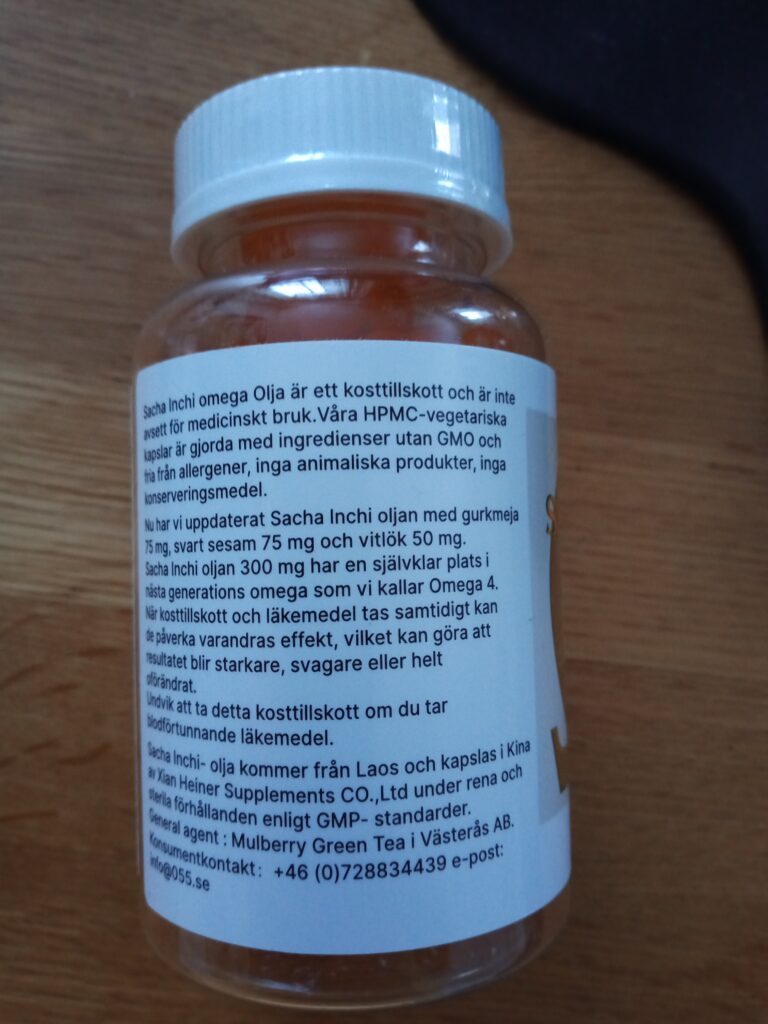 Sacha Inchi omega Olja är ett kosttillskott och är inte
avsett för medicinskt bruk.Våra HPMC-vegetariska
kapslar är gjorda med ingredienser utan GMO och
fria från allergener, inga animaliska produkter, inga
konserveringsmedel.
Nu har vi uppdaterat Sacha Inchi oljan med gurkmeja
75 mg, svart sesam 75 mg och vitlök 50 mg.
Sacha Inchi oljan 300 mg har en självklar plats i
nästa generations omega som vi kallar Omega 4.
När kosttillskott och läkemedel tas samtidigt kan
de påverka varandras effekt, vilket kan göra att
resultatet blir starkare, svagare eller helt
oförändrat.
Undvik att ta detta kosttillskott om du tar
blodförtunnande läkemedel.
Sacha Inchi- olja kommer från Laos och kapslas i Kina
av Xian Heiner Supplements CO.,Ltd under rena och
sterila förhållanden enligt GMP- standarder.
General agent : Mulberry Green Tea i Västerås AB.
Konsumentkontakt : +46 (0)728834439 e-post:
info@055.se